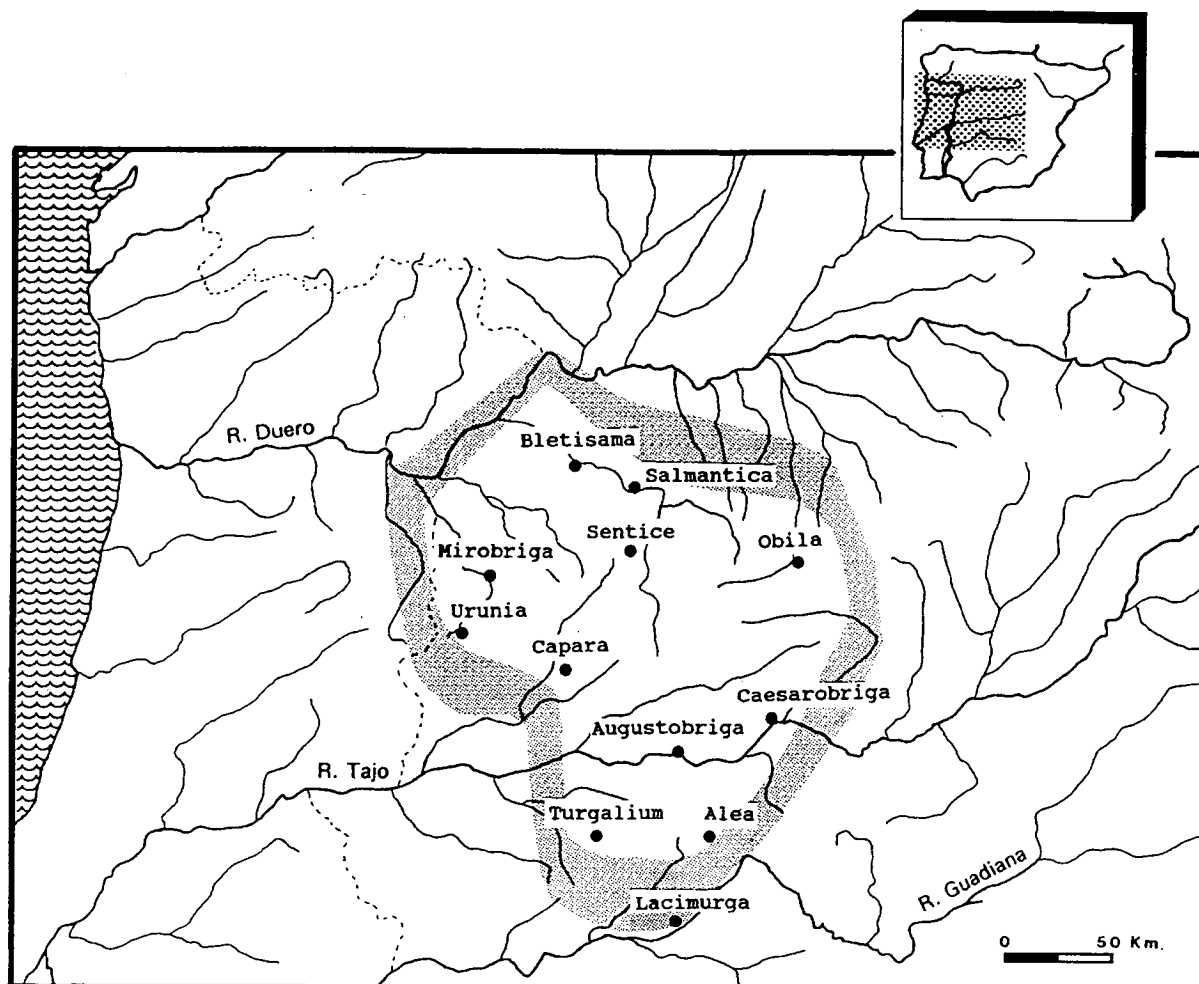 R. Duero
Bletisama
Salmantica
Sentice
Obila
Mirobriga
Urunia
Capara
Caesarobriga
Augustobriga
R. Tajo
Turgalium
Alea
R. Guadiana
Lacimurga
0 50 Km.